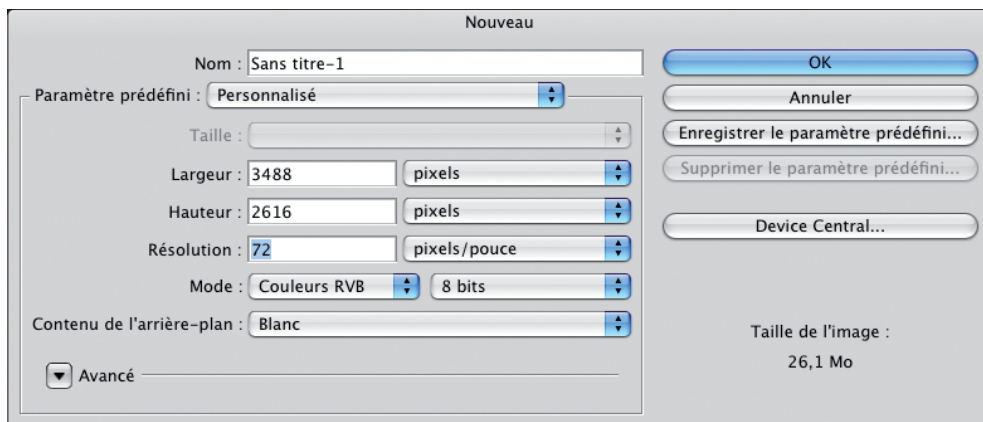 Nouveau
Nom : Sans titre-1
OK
Paramètre prédéfini : Personnalisé
Annuler
Taille :
Enregistrer le paramètre prédéfini...
Largeur : 3488 pixels
Supprimer le paramètre prédéfini...
Hauteur : 2616 pixels
Device Central...
Résolution : 72 pixels/pouce
Mode : Couleurs RVB 8 bits
Contenu de l'arrière-plan : Blanc
Taille de l'image :
26,1 Mo
Avancé